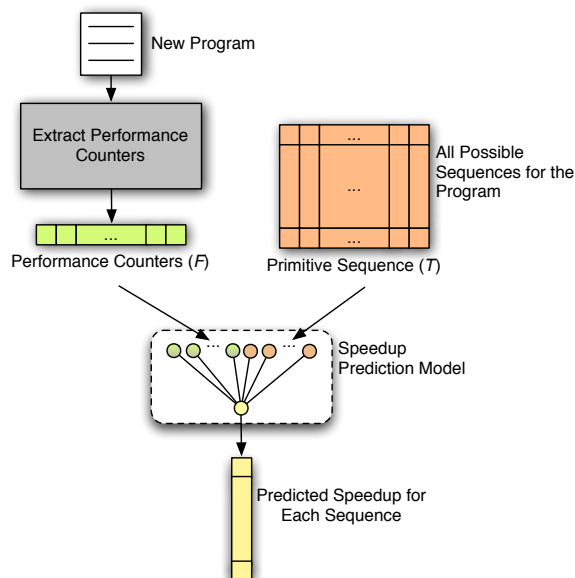 New Program
Extract Performance
Counters
...
All Possible
Sequences for the
Program
...
...
...
Performance Counters (F)
Primitive Sequence (T)
...
...
Speedup
Prediction Model
Predicted Speedup for
Each Sequence